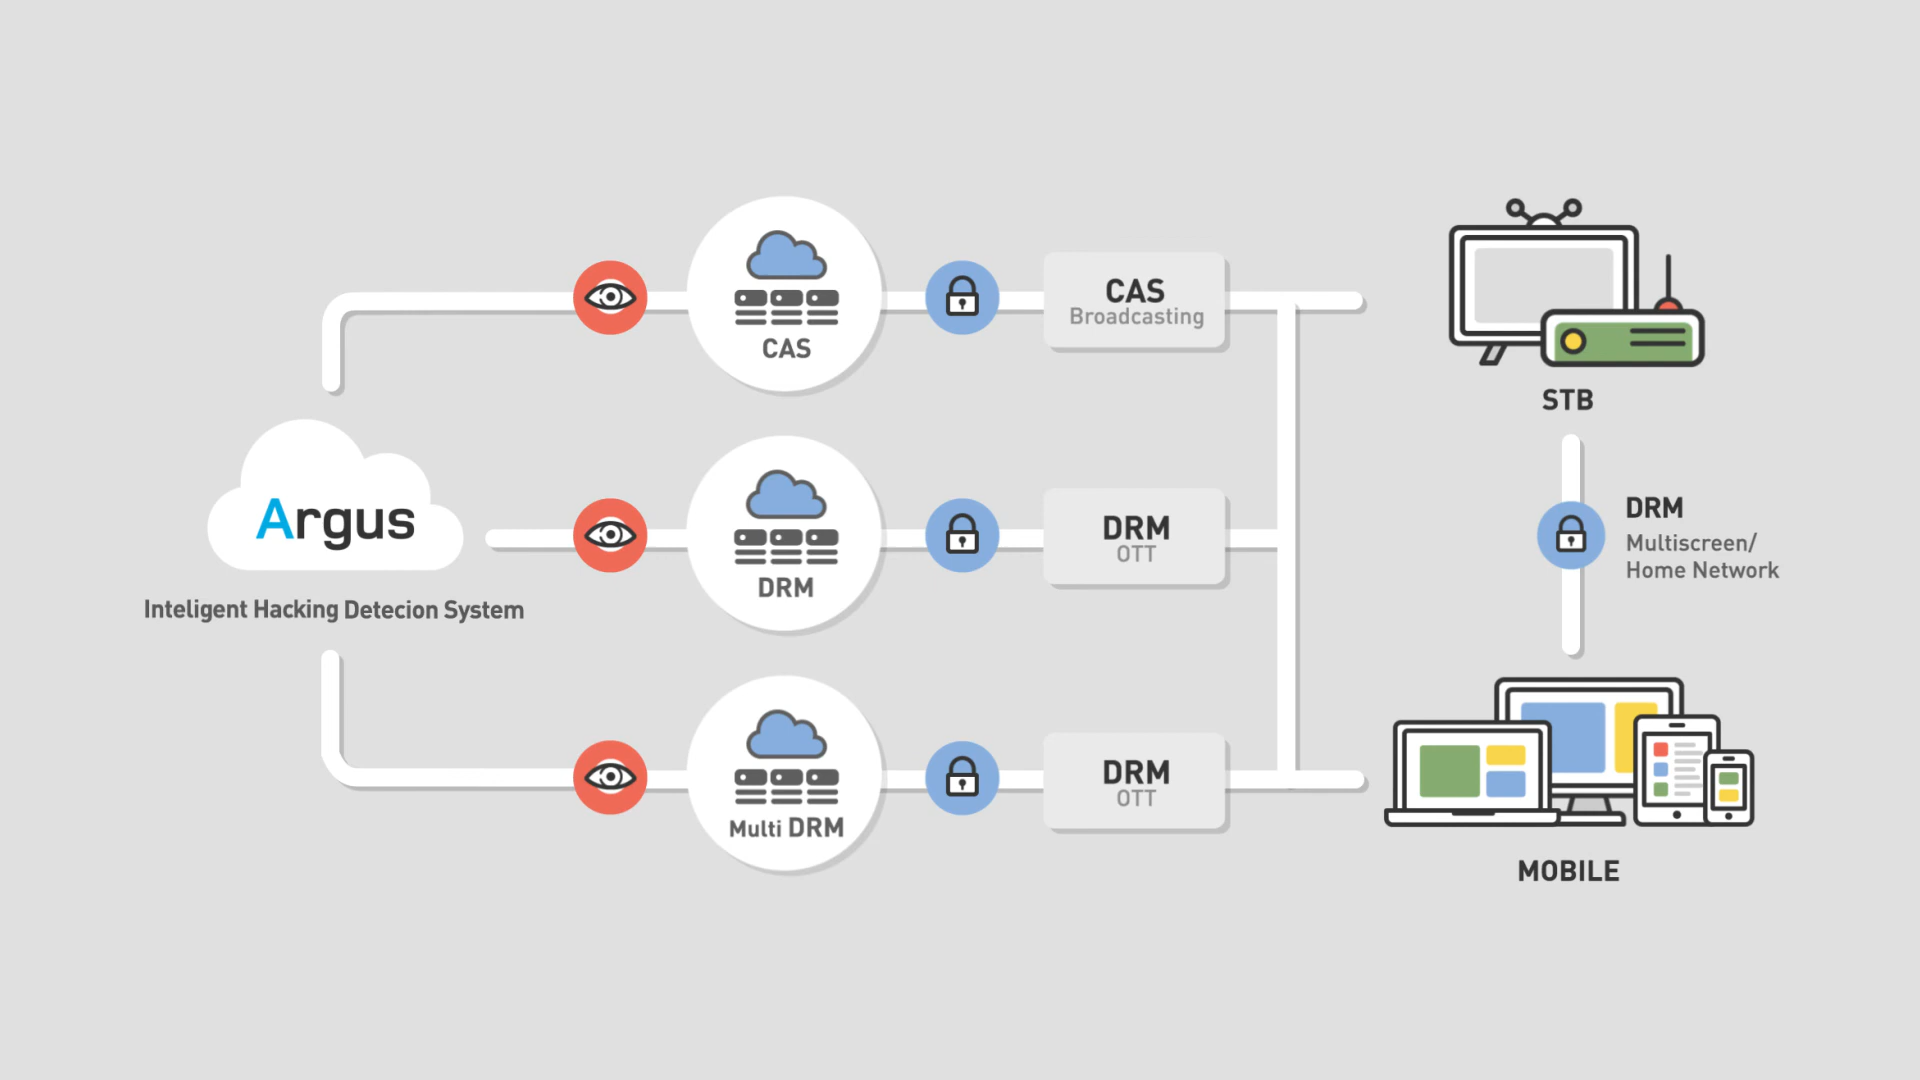 CAS
CAS
Broadcasting
STB
Argus
Inteligent Hacking Detecion System
DRM
DRM
OTT
DRM
Multiscreen/
Home Network
Multi DRM
DRM
OTT
MOBILE